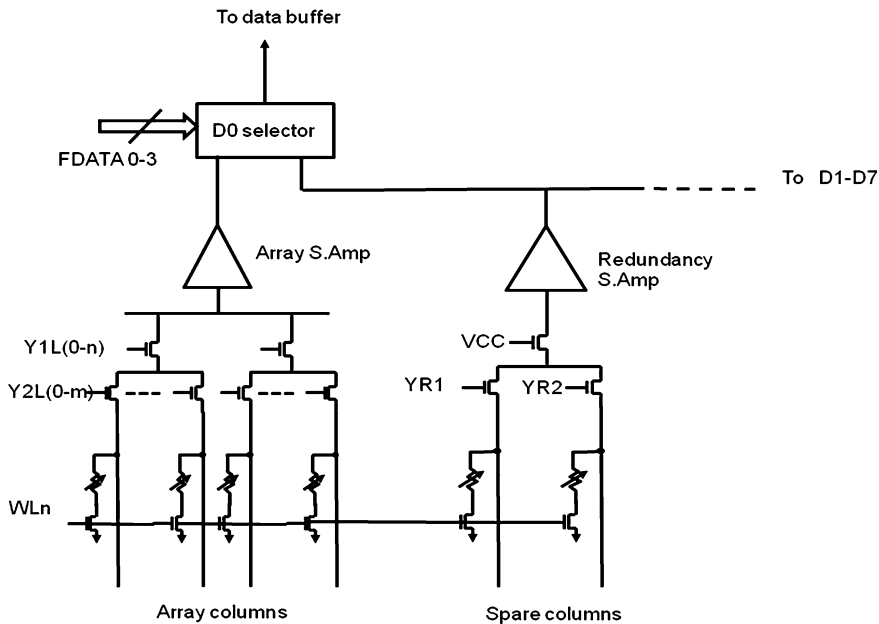 To data buffer
D0 selector
FDATA 0-3
To D1-D7
Array S.Amp
Redundancy
S.Amp
Y1L(0-n)
VCC
Y2L(0-m)
YR1
YR2
WLn
Array columns
Spare columns